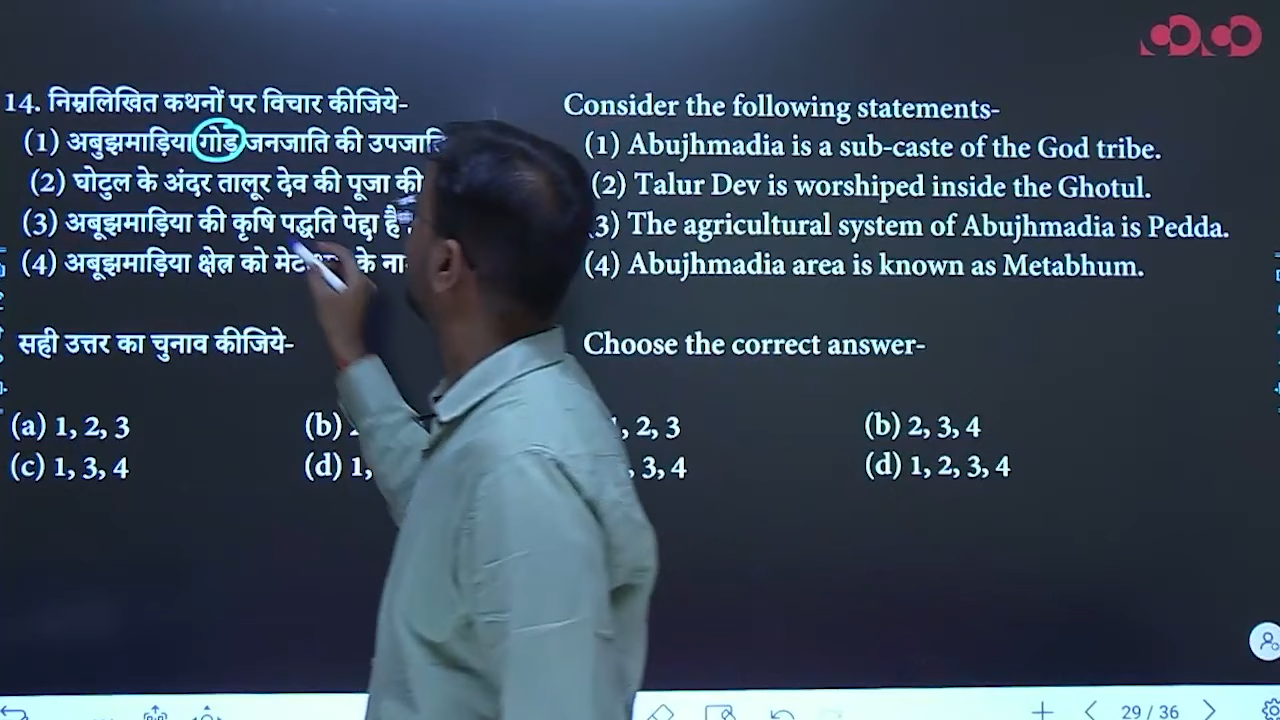 14. निम्नलिखित कथनों पर विचार कीजिये-
(1) अबुझमाड़िया गोड जनजाति की
(2) घोटुल के अंदर तालूर देव की पूजा की
(3) अबूझमाड़िया की कृषि पद्धति पेद्दा है
(4) अबूझमाड़िया क्षेत्र को के
सही उत्तर का चुनाव कीजिये-
(a) 1, 2, 3 (b)
(c) 1, 3, 4 (d) 1,
Consider the following statements-
(1) Abujhmadia is a sub-caste of the God tribe.
(2) Talur Dev is worshiped inside the Ghotul.
3) The agricultural system of Abujhmadia is Pedda.
(4) Abujhmadia area is known as Metabhum.
Choose the correct answer-
, 2, 3 (b) 2, 3, 4
, 3, 4 (d) 1, 2, 3, 4
29 / 36